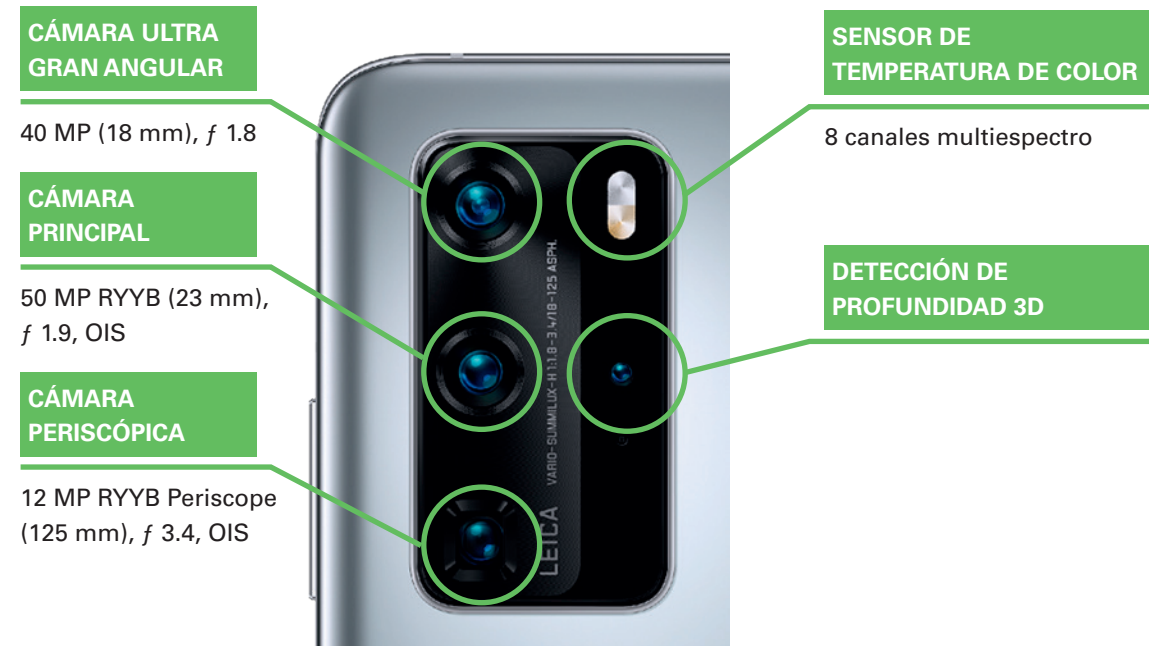 CÁMARA ULTRA
GRAN ANGULAR
40 MP (18 mm), ƒ 1.8
CÁMARA
PRINCIPAL
50 MP RYYB (23 mm),
ƒ 1.9, OIS
CÁMARA
PERISCÓPICA
12 MP RYYB Periscope
(125 mm), ƒ 3.4, OIS
LEICA VARIO-SUMMILUX-H 1:1.8-3.4/18-125 ASPH.
SENSOR DE
TEMPERATURA DE COLOR
8 canales multiespectro
DETECCIÓN DE
PROFUNDIDAD 3D